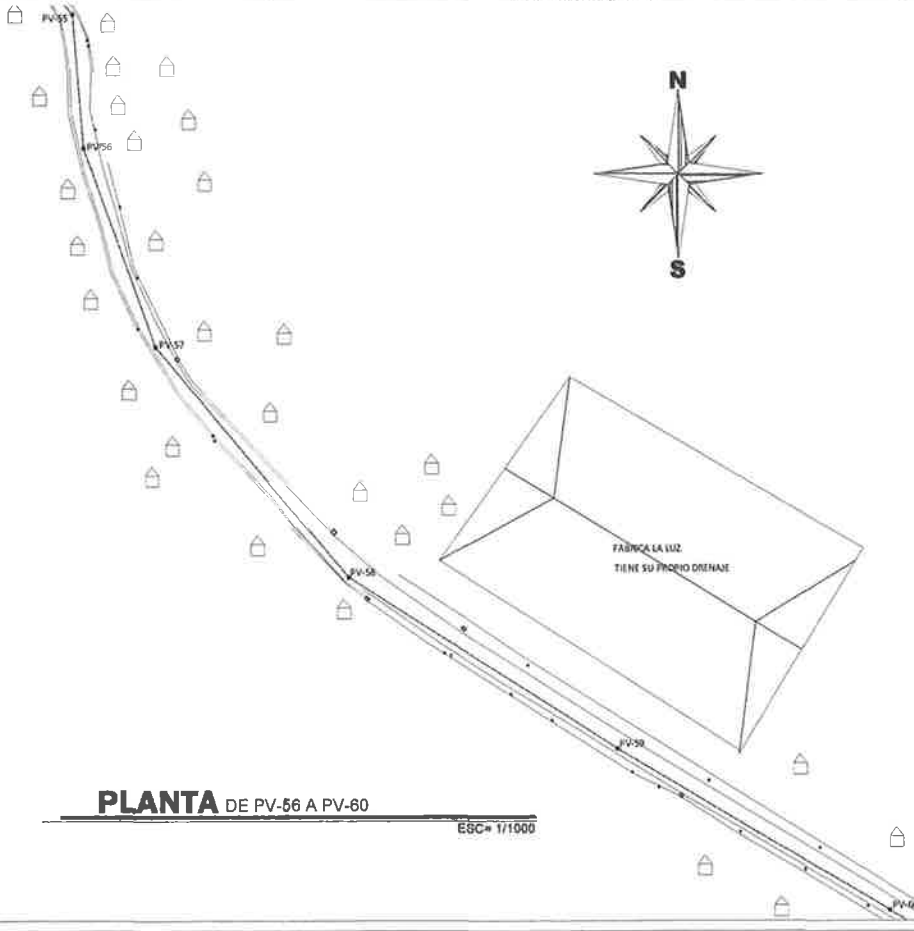 PV-55
N
PV-56
S
PV-57
FABRICA LA LUZ
TIENE SU PROPIO DRENAJE
PV-58
PV-59
PLANTA DE PV-56 A PV-60
ESC= 1/1000